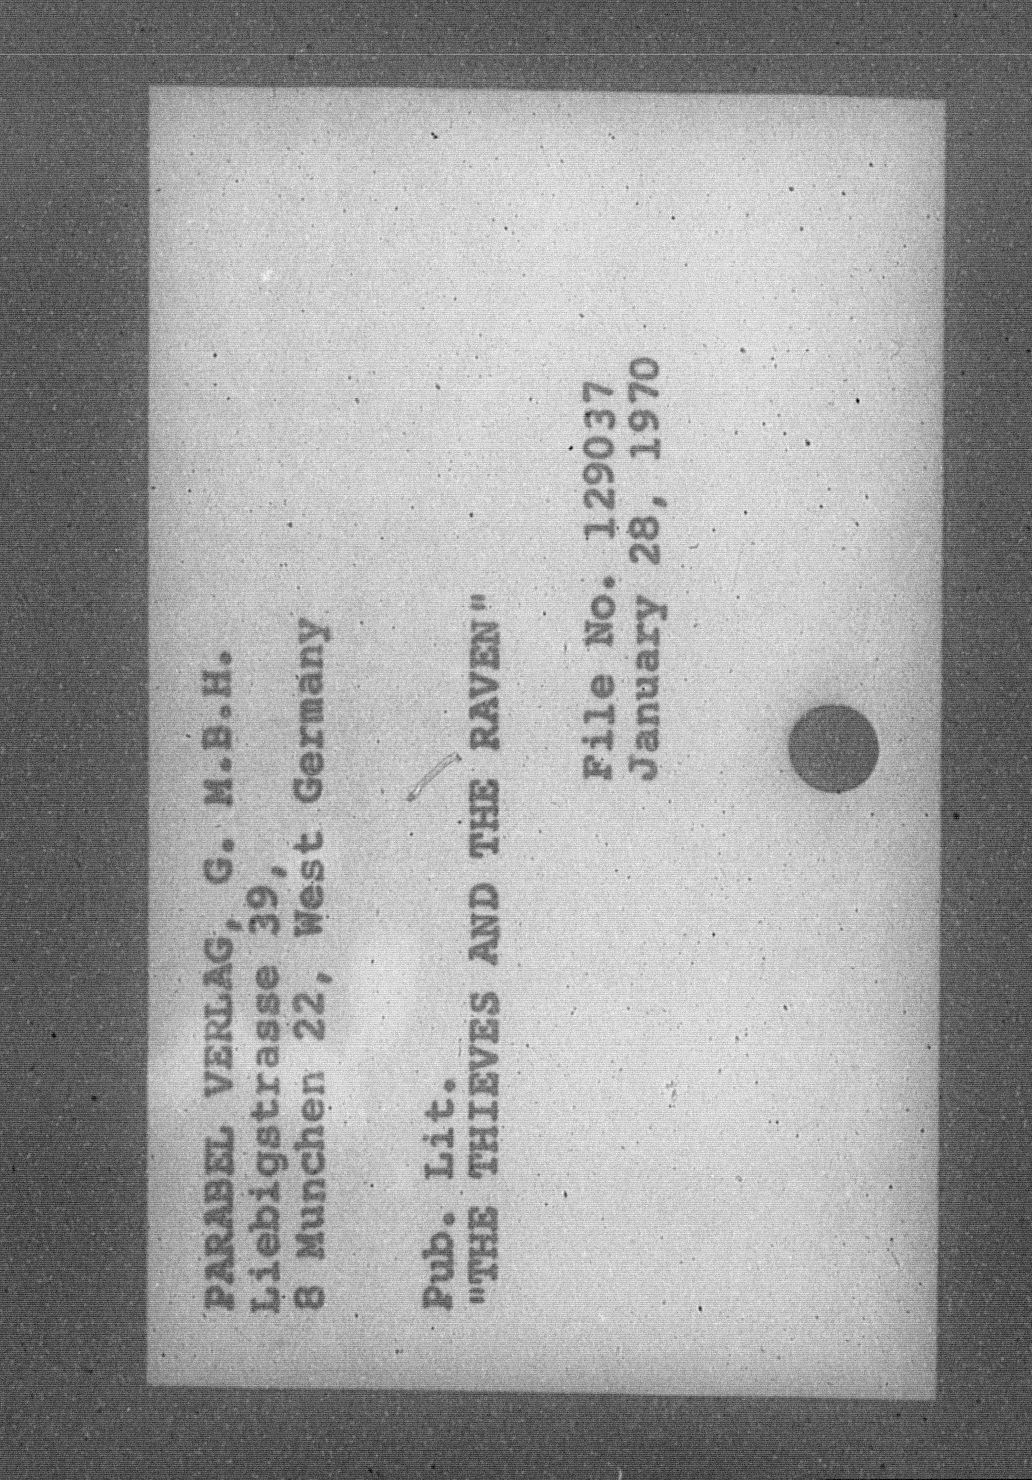 PARABEL VERLAG, G. M.B.H.
Liebigstrasse 39,
8 Munchen 22, West Germany
Pub. Lit.
"THE THIEVES AND THE RAVEN"
File No. 129037
January 28, 1970